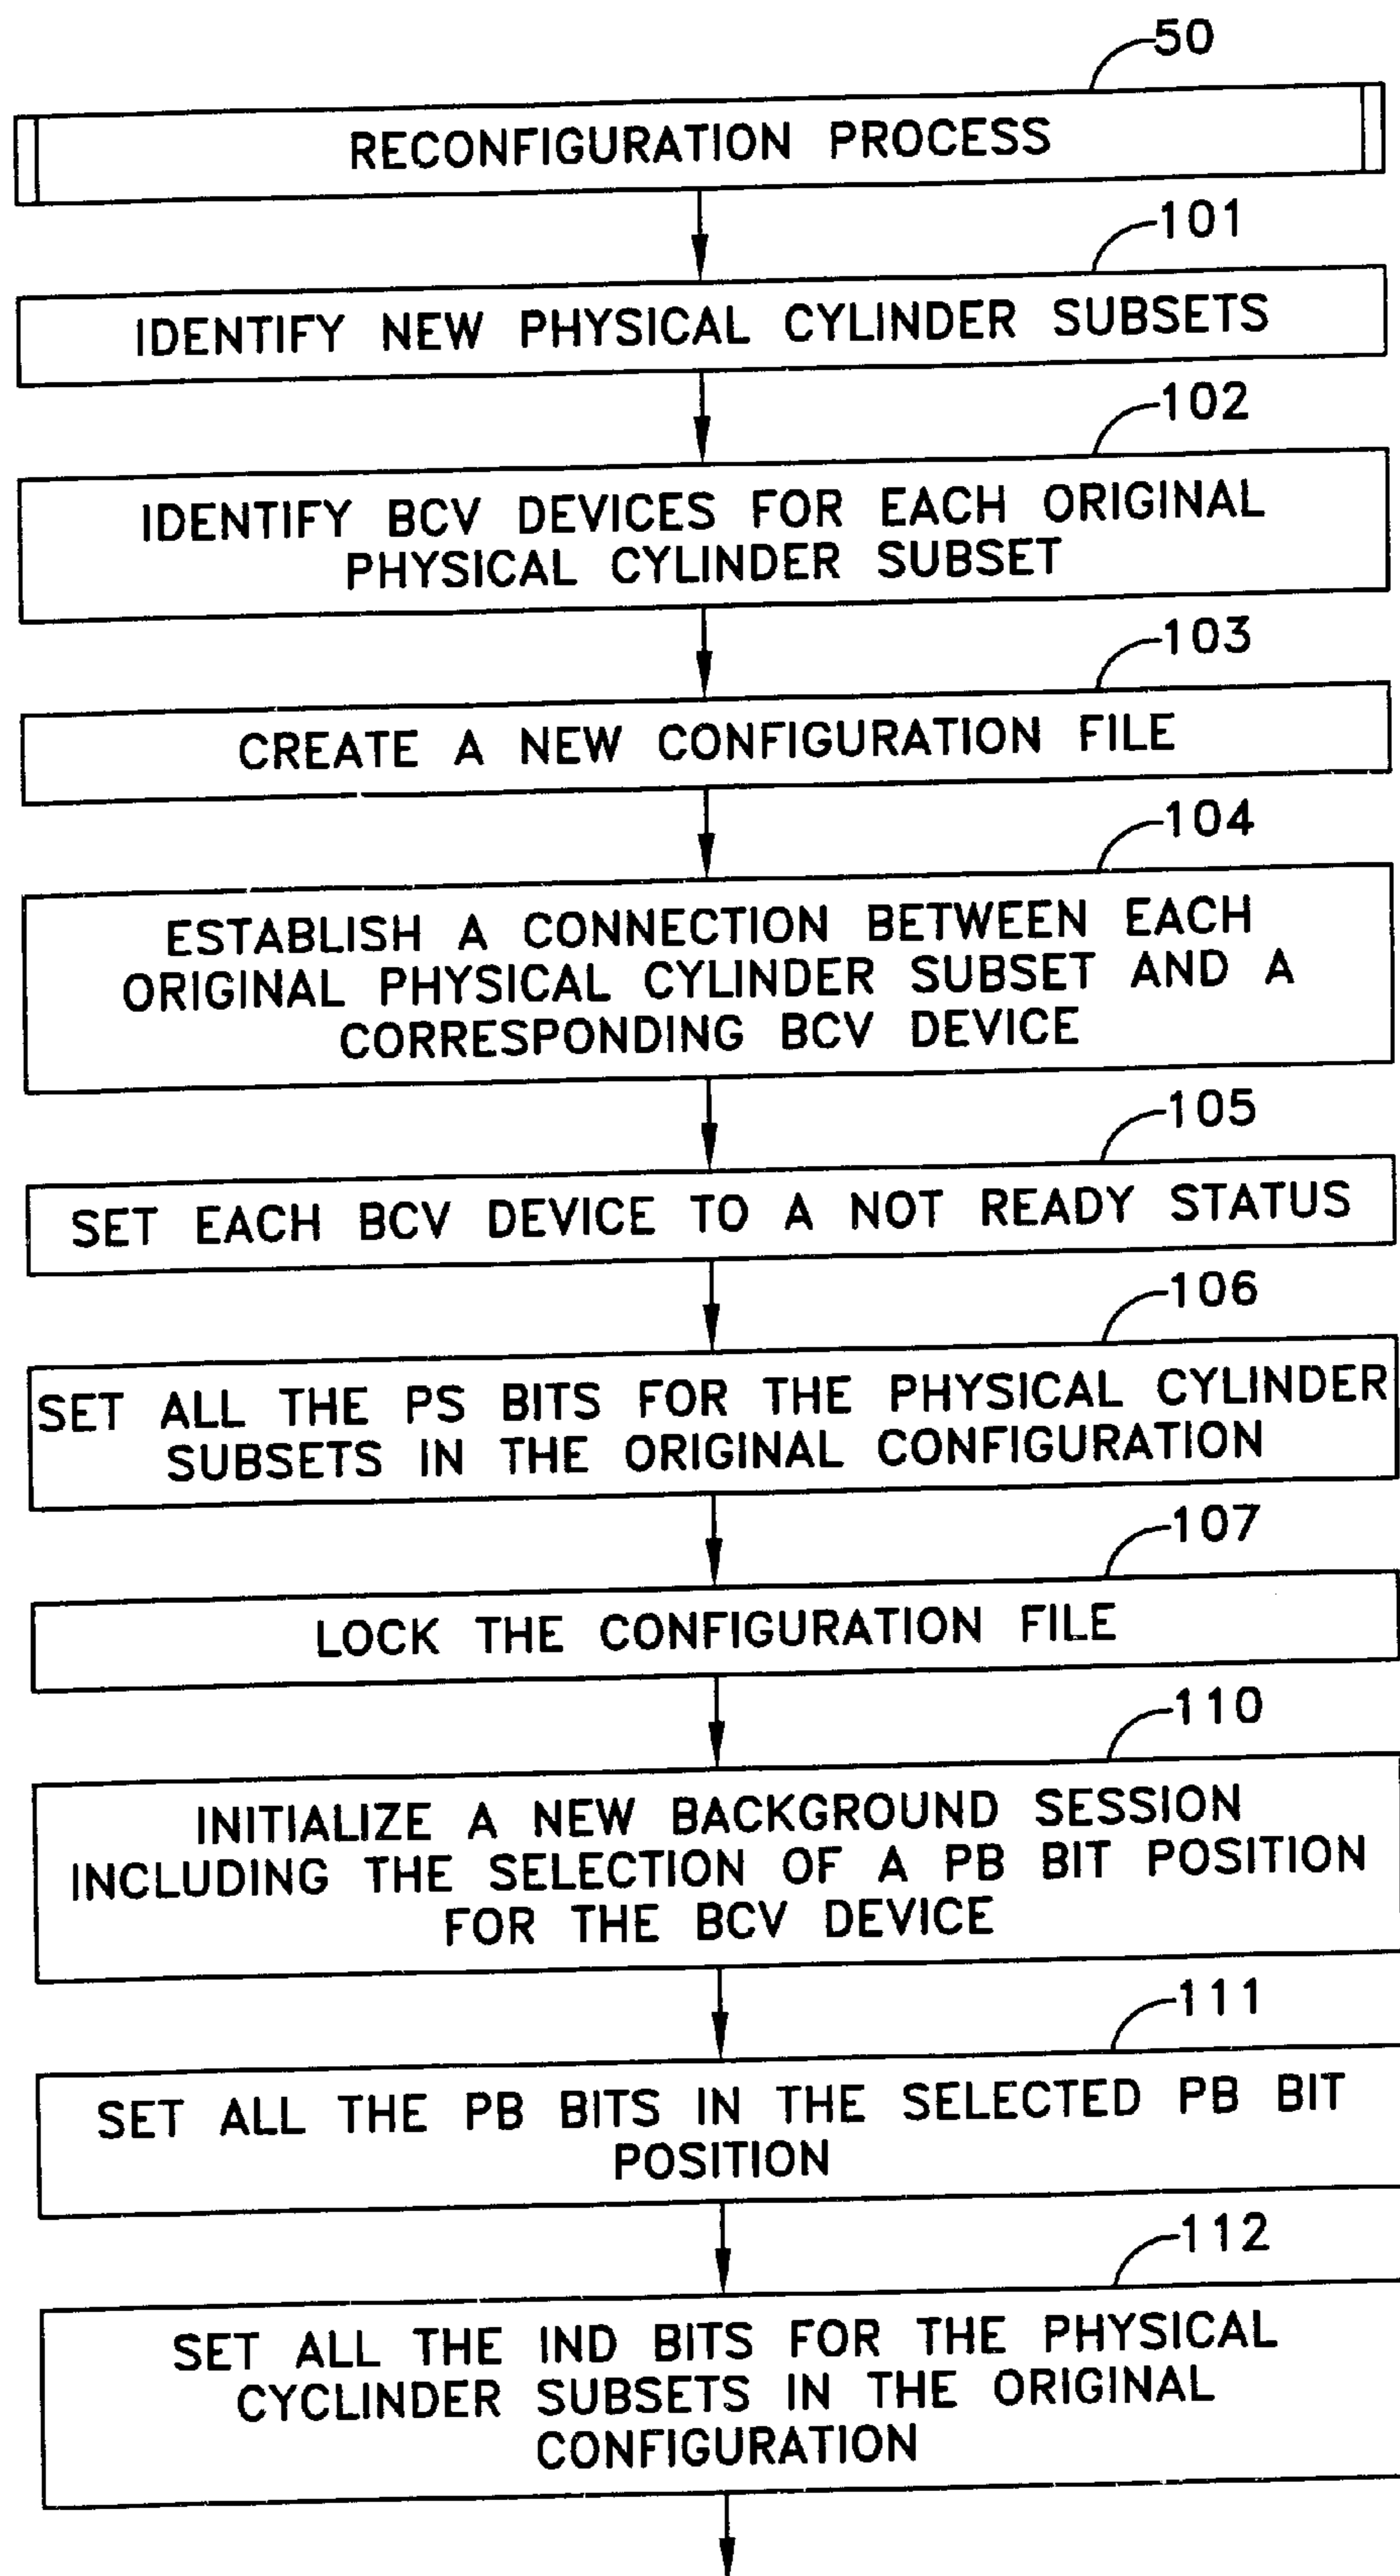 50
RECONFIGURATION PROCESS
101
IDENTIFY NEW PHYSICAL CYLINDER SUBSETS
102
IDENTIFY BCV DEVICES FOR EACH ORIGINAL
PHYSICAL CYLINDER SUBSET
103
CREATE A NEW CONFIGURATION FILE
104
ESTABLISH A CONNECTION BETWEEN EACH
ORIGINAL PHYSICAL CYLINDER SUBSET AND A
CORRESPONDING BCV DEVICE
105
SET EACH BCV DEVICE TO A NOT READY STATUS
106
SET ALL THE PS BITS FOR THE PHYSICAL CYLINDER
SUBSETS IN THE ORIGINAL CONFIGURATION
107
LOCK THE CONFIGURATION FILE
110
INITIALIZE A NEW BACKGROUND SESSION
INCLUDING THE SELECTION OF A PB BIT POSITION
FOR THE BCV DEVICE
111
SET ALL THE PB BITS IN THE SELECTED PB BIT
POSITION
112
SET ALL THE IND BITS FOR THE PHYSICAL
CYCLINDER SUBSETS IN THE ORIGINAL
CONFIGURATION